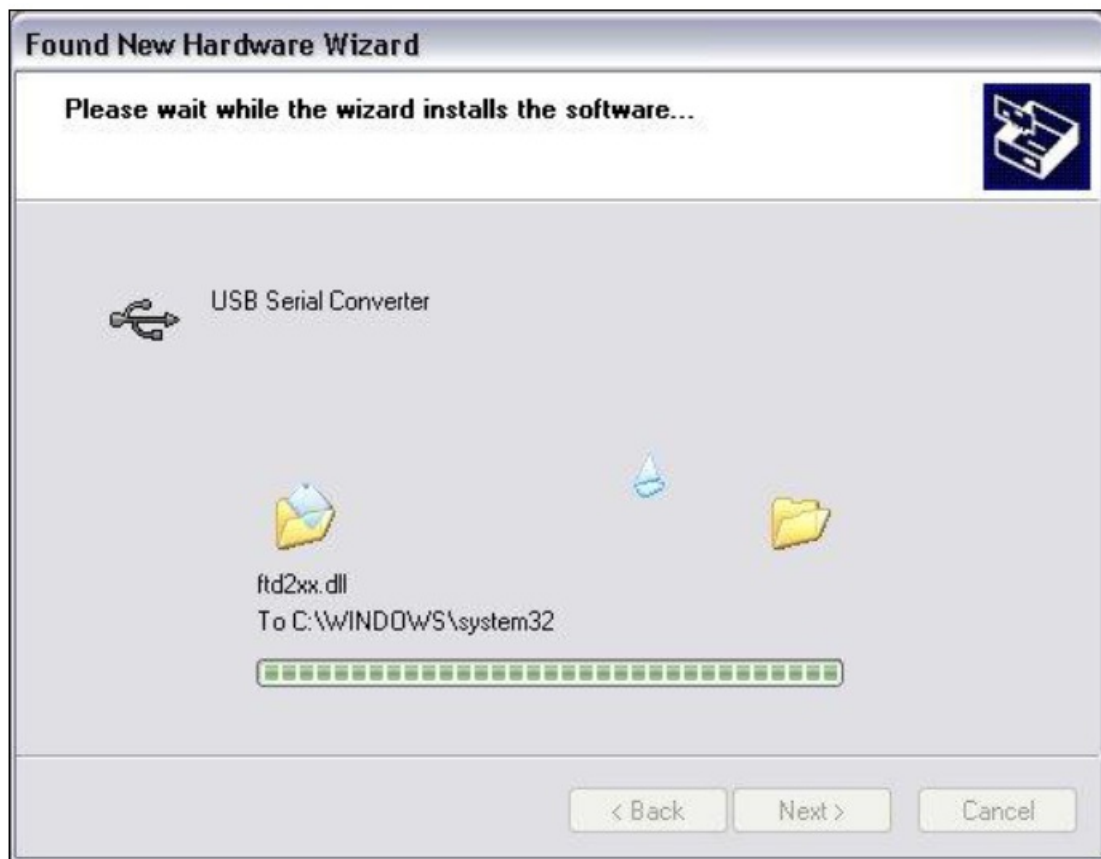 Found New Hardware Wizard
Please wait while the wizard installs the software...
USB Serial Converter
ftd2xx.dll
To C:\WINDOWS\system32
< Back
Next >
Cancel